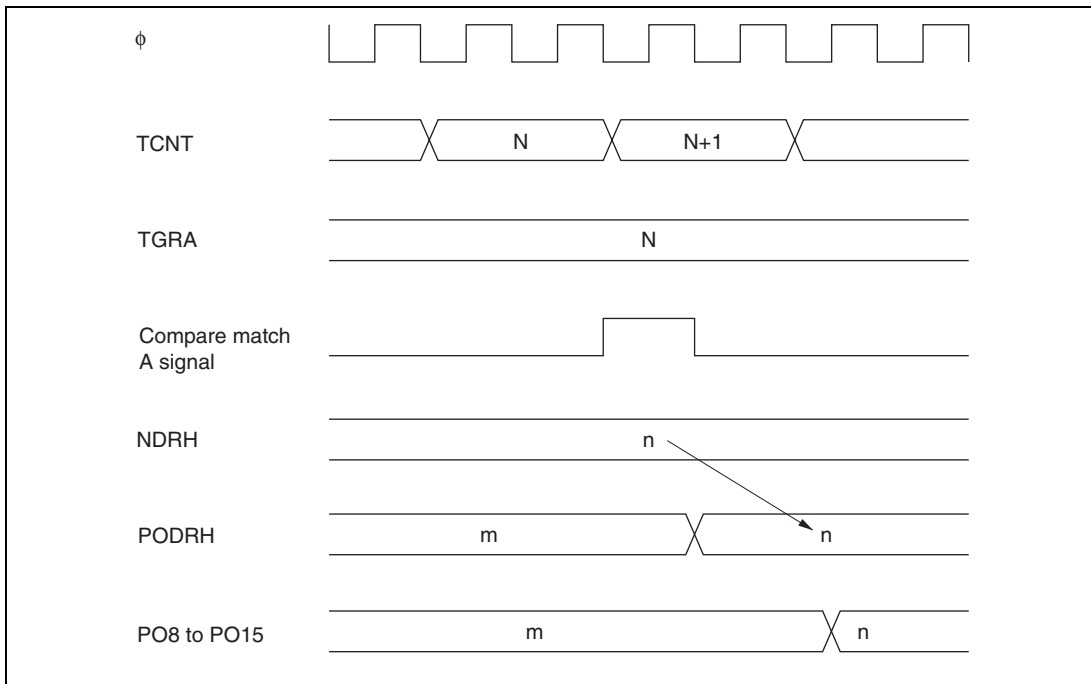 ϕ
TCNT
N
N+1
TGRA
N
Compare match
A signal
NDRH
n
PODRH
m
n
PO8 to PO15
m
n